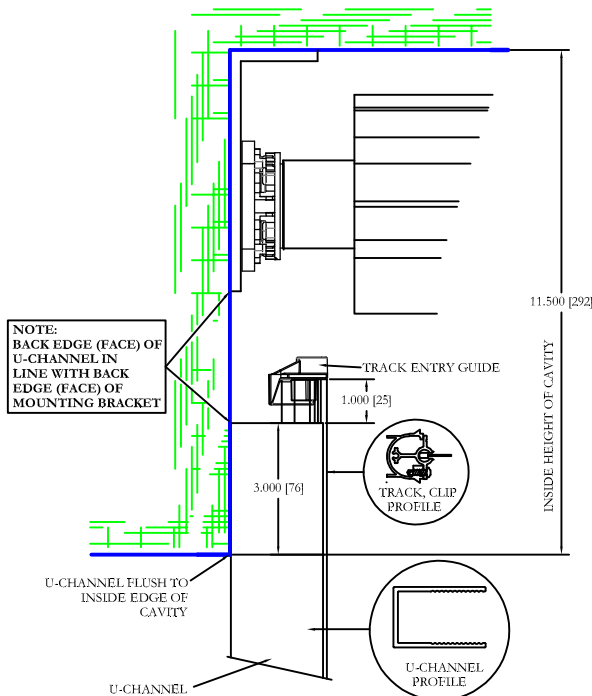 11.500 [292]
NOTE:
BACK EDGE (FACE) OF
U-CHANNEL IN
LINE WITH BACK
EDGE (FACE) OF
MOUNTING BRACKET
TRACK ENTRY GUIDE
1.000 [25]
INSIDE HEIGHT OF CAVITY
3.000 [76]
TRACK, CLIP
PROFILE
U-CHANNEL FLUSH TO
INSIDE EDGE OF
CAVITY
U-CHANNEL
PROFILE
U-CHANNEL